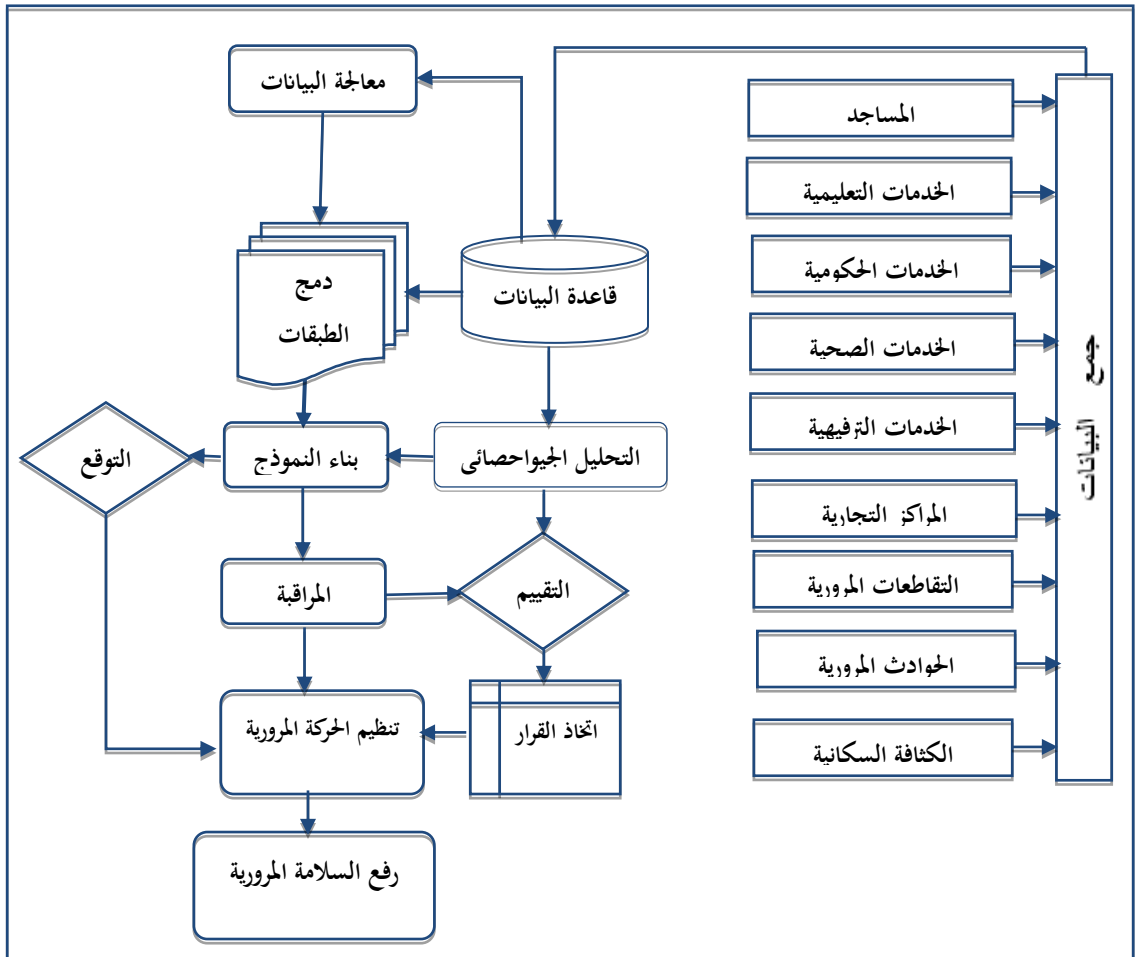 معالجة البيانات
المساجد
الخدمات التعليمية
الخدمات الحكومية
الخدمات الصحية
الخدمات الترفيهية
المراكز التجارية
التقاطعات المرورية
الحوادث المرورية
الكثافة السكانية
جمع البيانات
قاعدة البيانات
دمج
الطبقات
التحليل الجيواحصائى
بناء النموذج
التوقع
المراقبة
التقييم
اتخاذ القرار
تنظيم الحركة المرورية
رفع السلامة المرورية